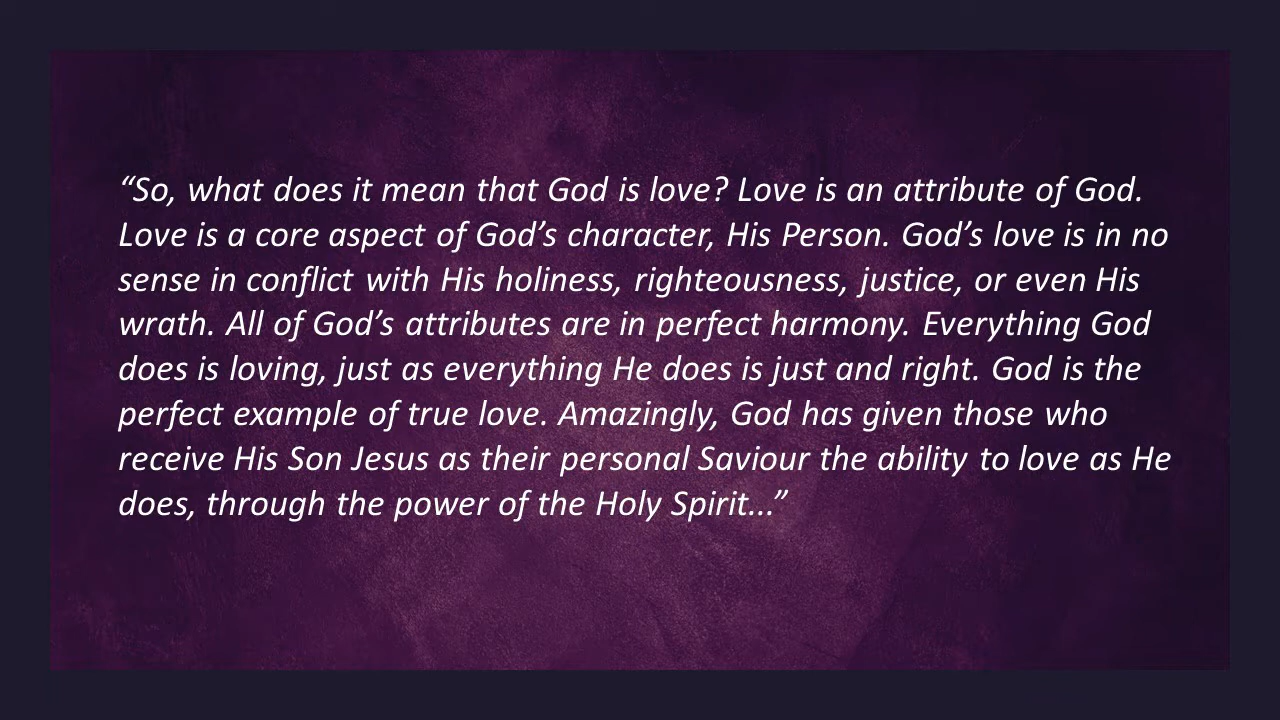 “So, what does it mean that God is love? Love is an attribute of God.
Love is a core aspect of God’s character, His Person. God’s love is in no
sense in conflict with His holiness, righteousness, justice, or even His
wrath. All of God’s attributes are in perfect harmony. Everything God
does is loving, just as everything He does is just and right. God is the
perfect example of true love. Amazingly, God has given those who
receive His Son Jesus as their personal Saviour the ability to love as He
does, through the power of the Holy Spirit...”